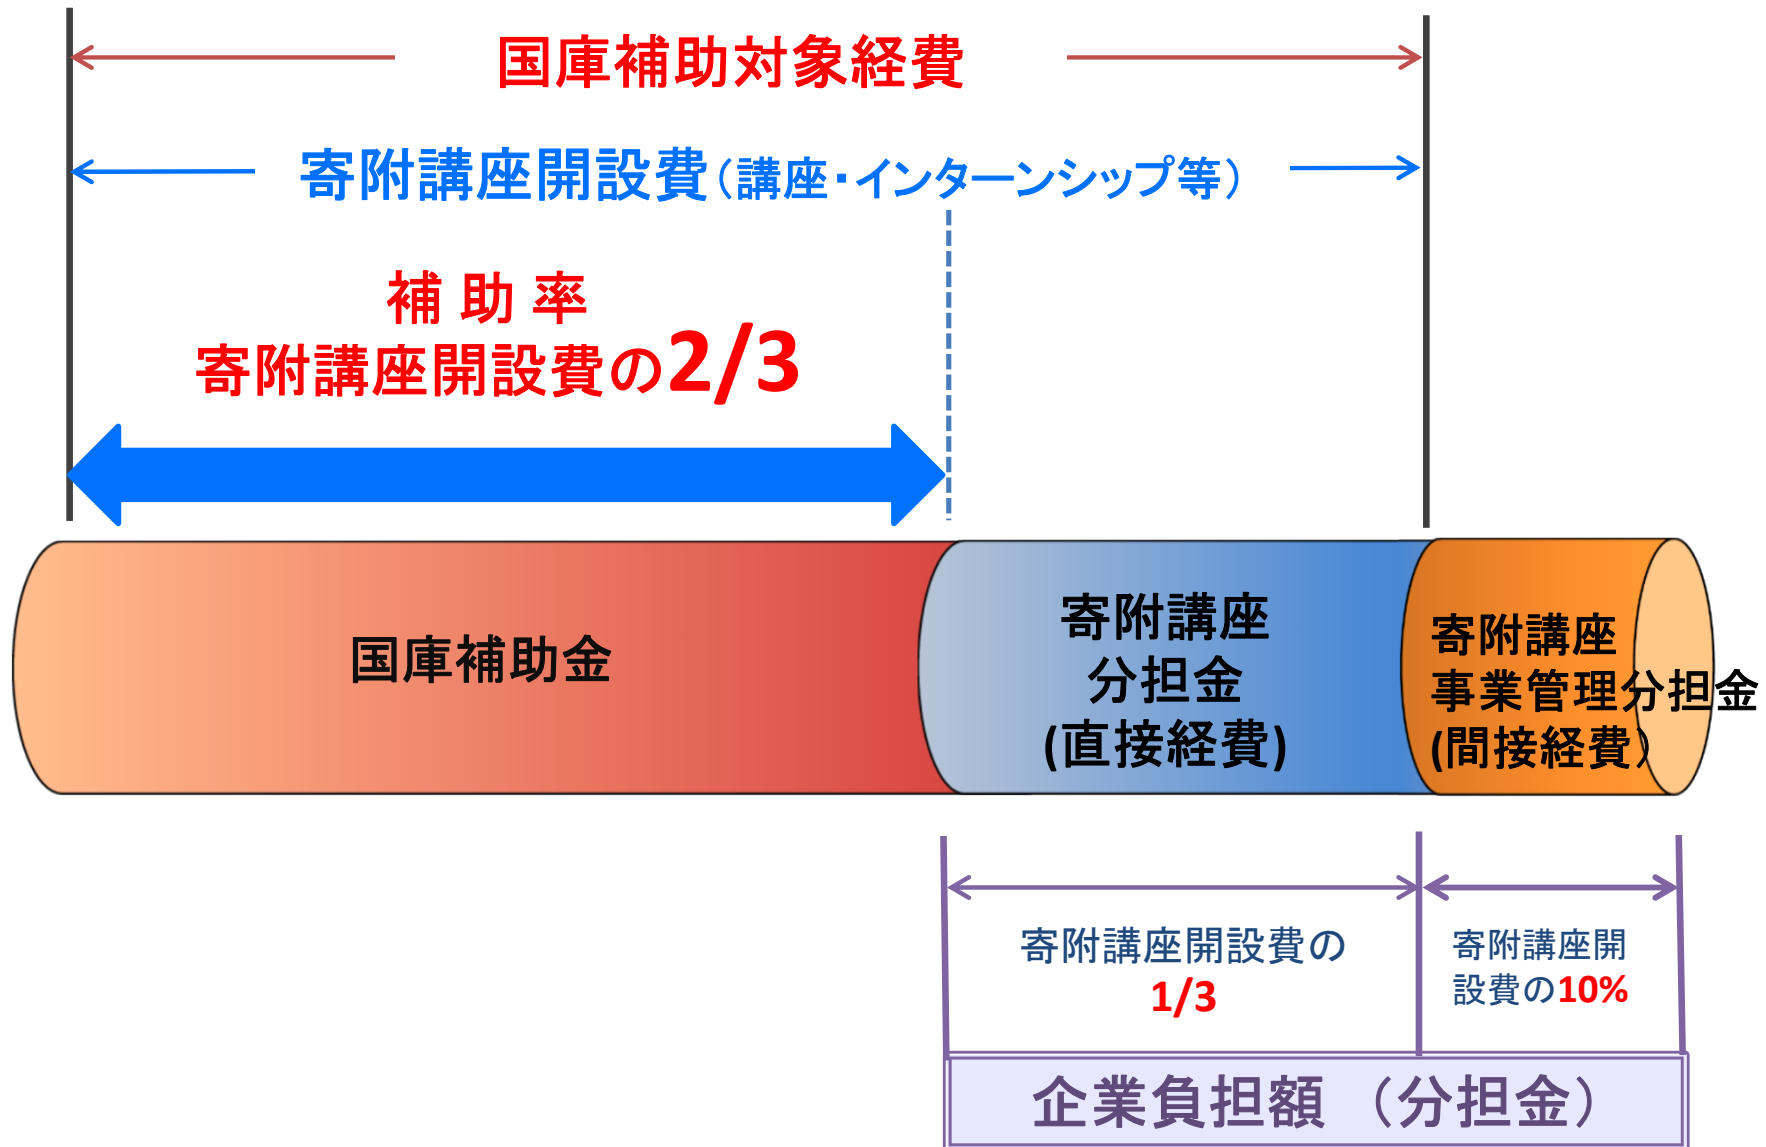 国庫補助対象経費
寄附講座開設費（講座・インターンシップ等）
補 助 率
寄附講座開設費の2/3
国庫補助金
寄附講座
分担金
(直接経費)
寄附講座
事業管理分担金
(間接経費）
寄附講座開設費の
1/3
寄附講座開
設費の10%
企業負担額 （分担金）